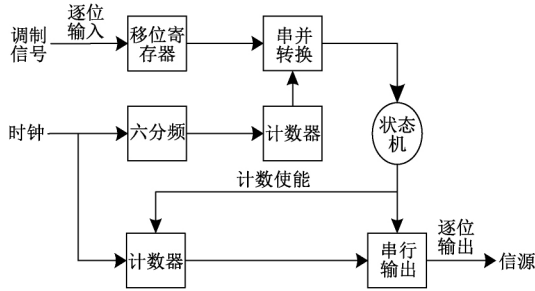 逐位
输入
调制
信号
移位寄
存器
串并
转换
时钟
六分频
计数器
状态
机
计数使能
计数器
串行
输出
逐位
输出
信源